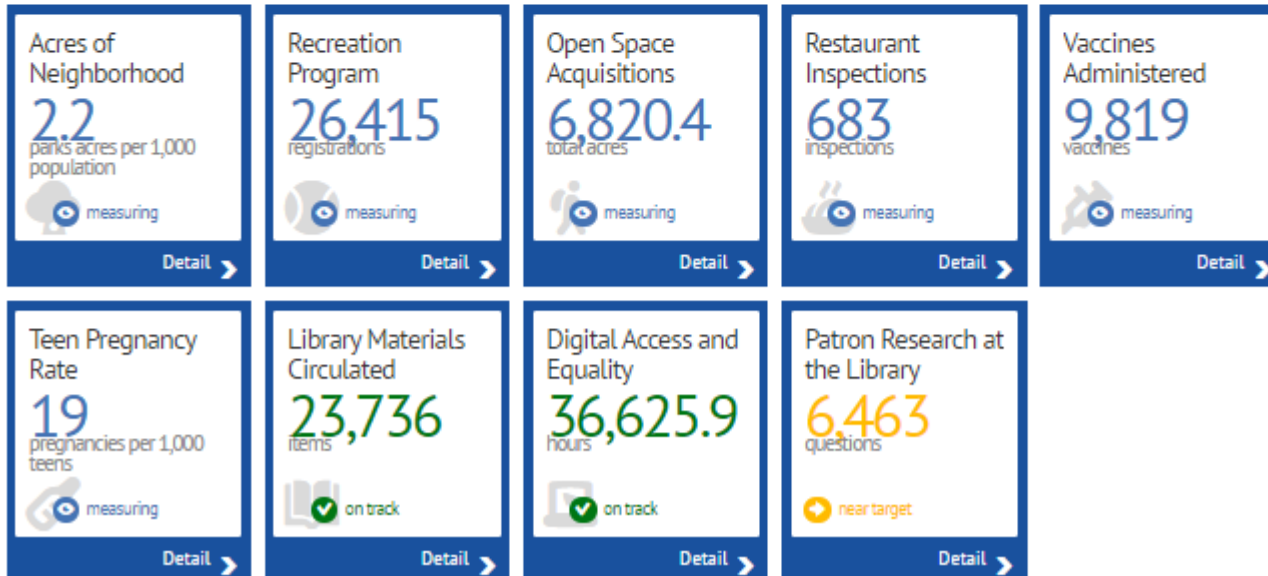 Acres of
Neighborhood
2.2
parks acres per 1,000
population
measuring
Detail
Recreation
Program
26,415
registrations
measuring
Detail
Open Space
Acquisitions
6,820.4
total acres
measuring
Detail
Restaurant
Inspections
683
inspections
measuring
Detail
Vaccines
Administered
9,819
vaccines
measuring
Detail
Teen Pregnancy
Rate
19
pregnancies per 1,000
teens
measuring
Detail
Library Materials
Circulated
23,736
items
on track
Detail
Digital Access and
Equality
36,625.9
hours
on track
Detail
Patron Research at
the Library
6,463
questions
near target
Detail